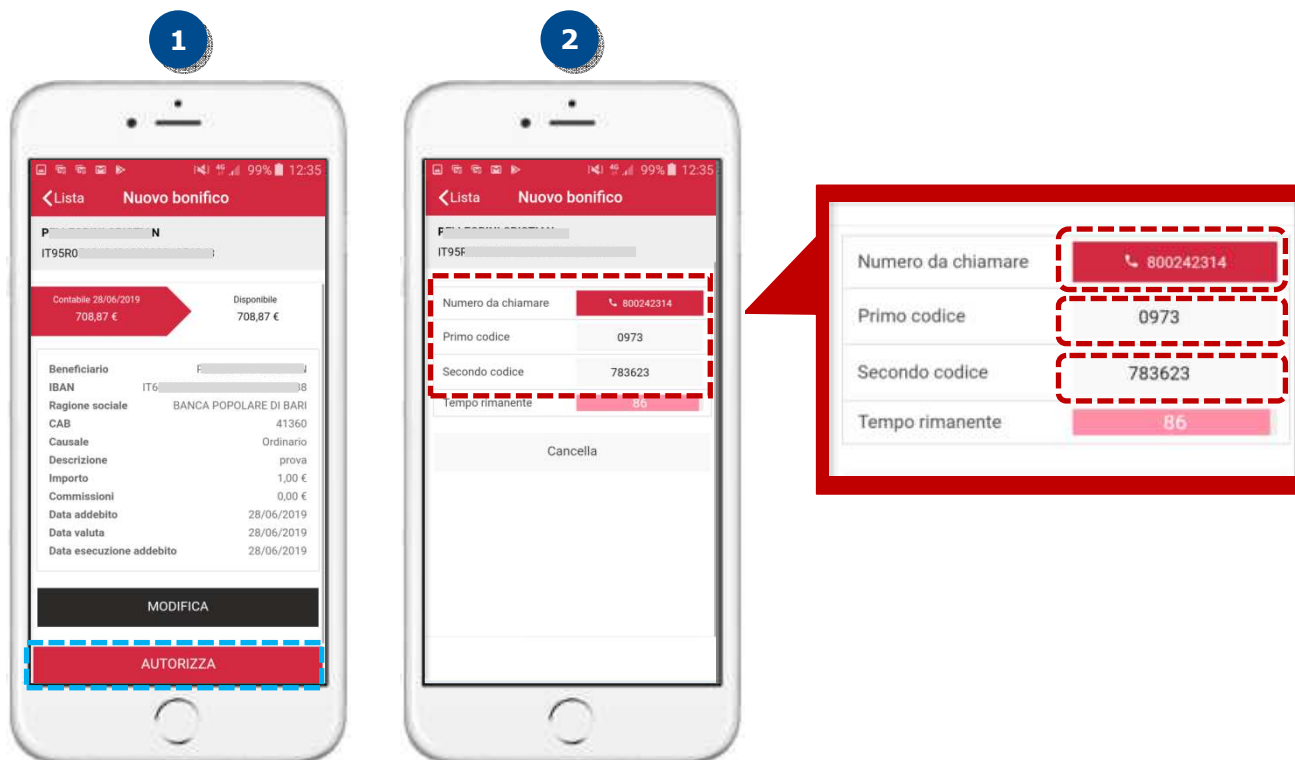 1
2
99% 12:35
Lista Nuovo bonifico
P N
IT95R0
Contabile 28/06/2019
708,87 €
Disponibile
708,87 €
Beneficiario
IBAN IT6 38
Ragione sociale BANCA POPOLARE DI BARI
CAB 41360
Causale Ordinario
Descrizione prova
Importo 1,00 €
Commissioni 0,00 €
Data addebito 28/06/2019
Data valuta 28/06/2019
Data esecuzione addebito 28/06/2019
MODIFICA
AUTORIZZA
99% 12:35
Lista Nuovo bonifico
IT95
Numero da chiamare 800242314
Primo codice 0973
Secondo codice 783623
Tempo rimanente 86
Cancella
Numero da chiamare 800242314
Primo codice 0973
Secondo codice 783623
Tempo rimanente 86